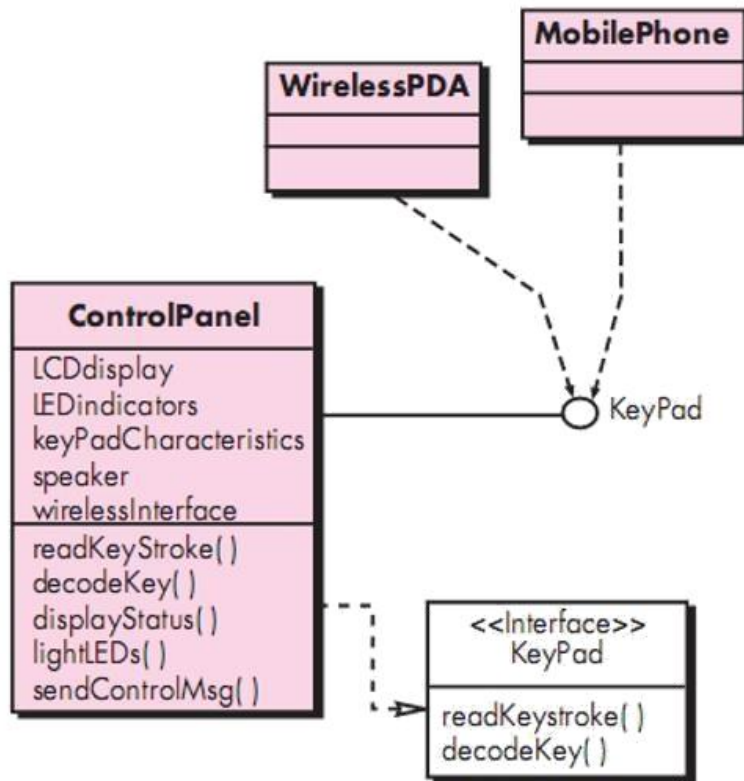 MobilePhone
WirelessPDA
ControlPanel
LCDdisplay
LEDindicators
keyPadCharacteristics
speaker
wirelessInterface
readKeyStroke( )
decodeKey( )
displayStatus( )
lightLEDs( )
sendControlMsg( )
KeyPad
<<Interface>>
KeyPad
readKeystroke( )
decodeKey( )